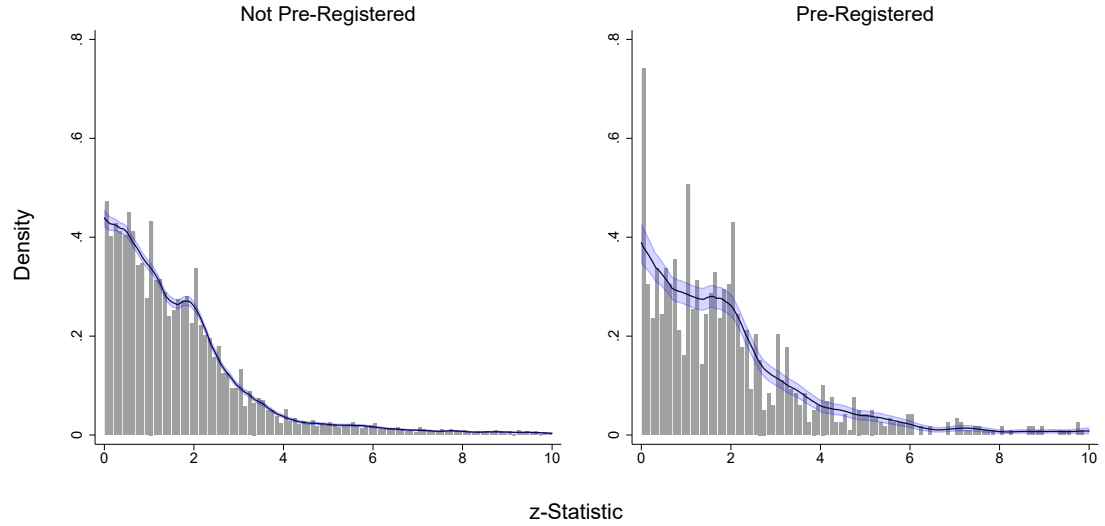 Not Pre-Registered
Pre-Registered
Density
.8
.6
.4
.2
0
0 2 4 6 8 10
.8
.6
.4
.2
0
0 2 4 6 8 10
z-Statistic